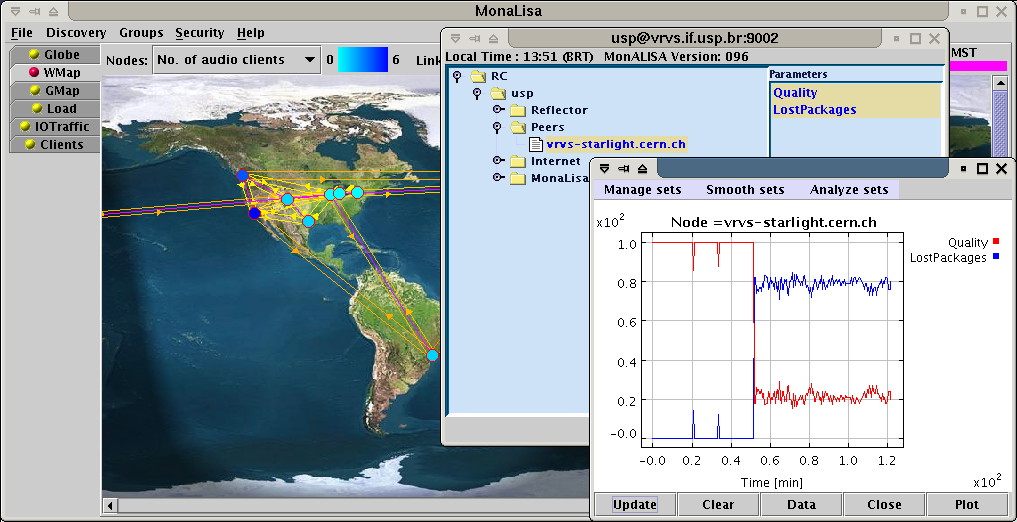 MonaLisa
File Discovery Groups Security Help
Globe
WMap
GMap
Load
IOTraffic
Clients
Nodes: No. of audio clients 0 6 Link
MST
usp@vrvs.if.usp.br:9002
Local Time : 13:51 (BRT) MonALISA Version: 096
RC
usp
Reflector
Peers
vrvs-starlight.cern.ch
Internet
MonaLisa
Parameters
Quality
LostPackages
Manage sets Smooth sets Analyze sets
Node =vrvs-starlight.cern.ch
x10²
1.0
0.8
0.6
0.4
0.2
-0.0
-0.0 0.2 0.4 0.6 0.8 1.0 1.2
Time [min]
x10²
Quality
LostPackages
Update Clear Data Close Plot